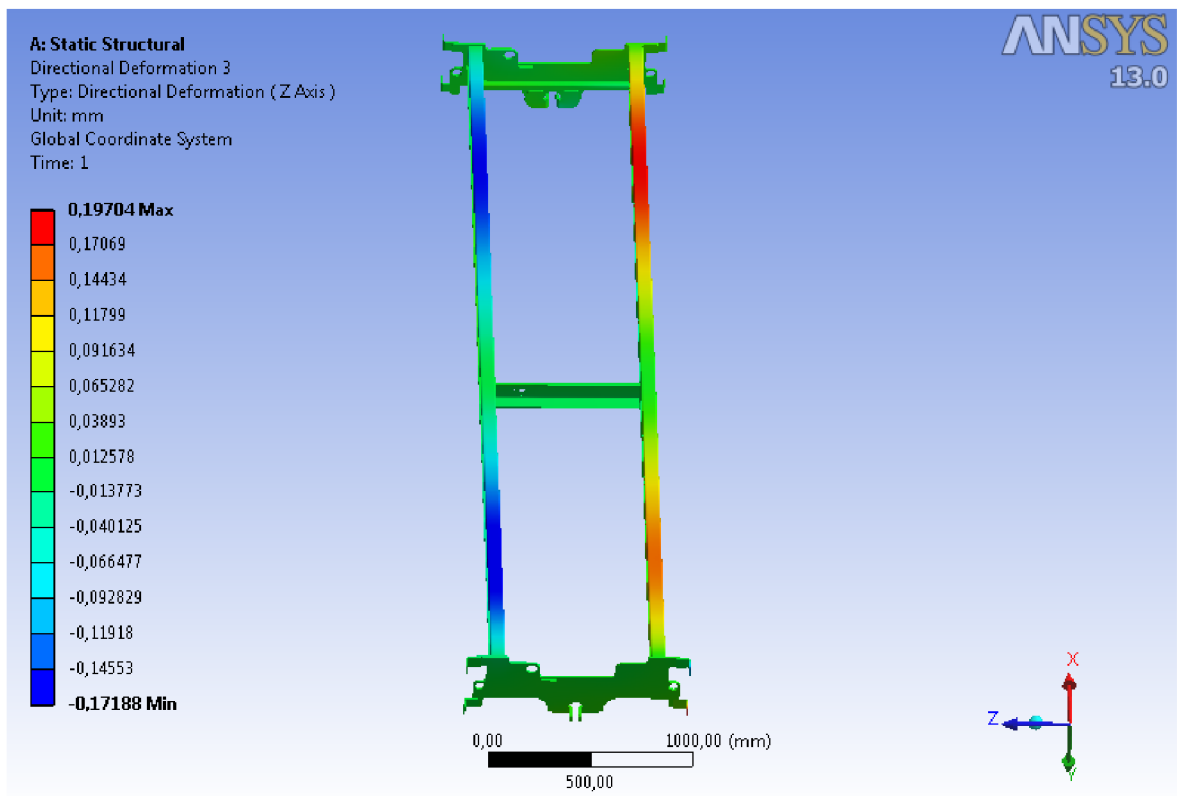 A: Static Structural
Directional Deformation 3
Type: Directional Deformation ( Z Axis )
Unit: mm
Global Coordinate System
Time: 1
0,19704 Max
0,17069
0,14434
0,11799
0,091634
0,065282
0,03893
0,012578
-0,013773
-0,040125
-0,066477
-0,092829
-0,11918
-0,14553
-0,17188 Min
ANSYS
13.0
0,00
1000,00 (mm)
500,00
X
Z
Y